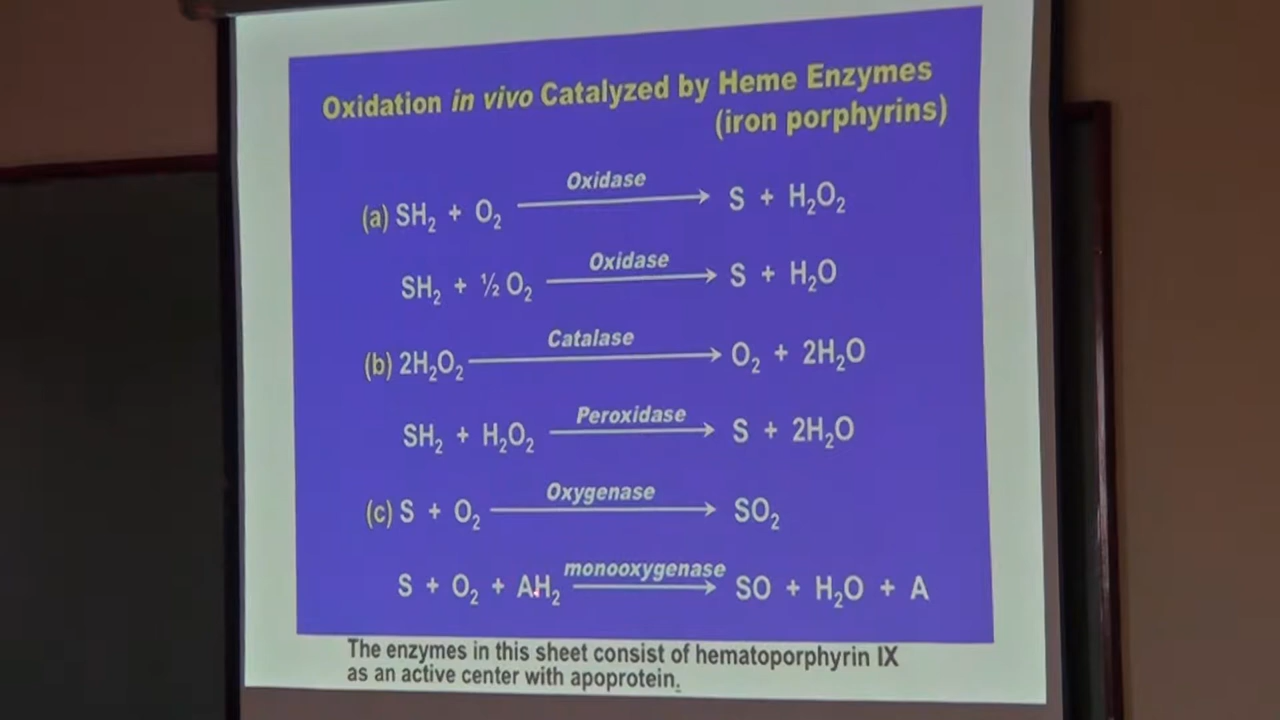 Oxidation in vivo Catalyzed by Heme Enzymes
(iron porphyrins)
(a) SH₂ + O₂ Oxidase → S + H₂O₂
SH₂ + ½ O₂ Oxidase → S + H₂O
(b) 2H₂O₂ Catalase → O₂ + 2H₂O
SH₂ + H₂O₂ Peroxidase → S + 2H₂O
(c) S + O₂ Oxygenase → SO₂
S + O₂ + AH₂ monooxygenase → SO + H₂O + A
The enzymes in this sheet consist of hematoporphyrin IX
as an active center with apoprotein.